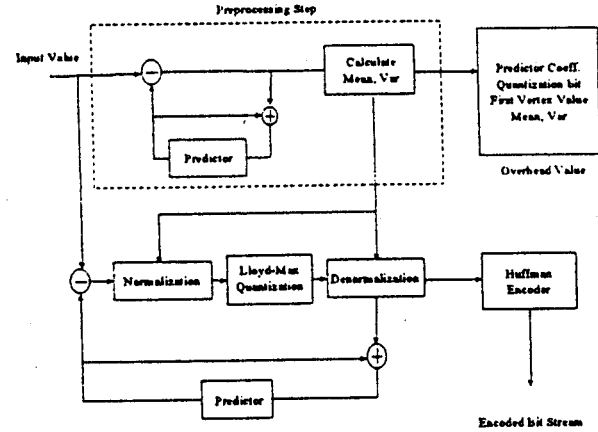 Preprocessing Step
Input Value
Calculate
Mean, Var
Predictor Coeff.
Quantization bit
First Vertex Value
Mean, Var
Predictor
Overhead Value
Normalization
Lloyd-Max
Quantization
Denormalization
Huffman
Encoder
Predictor
Encoded bit Stream